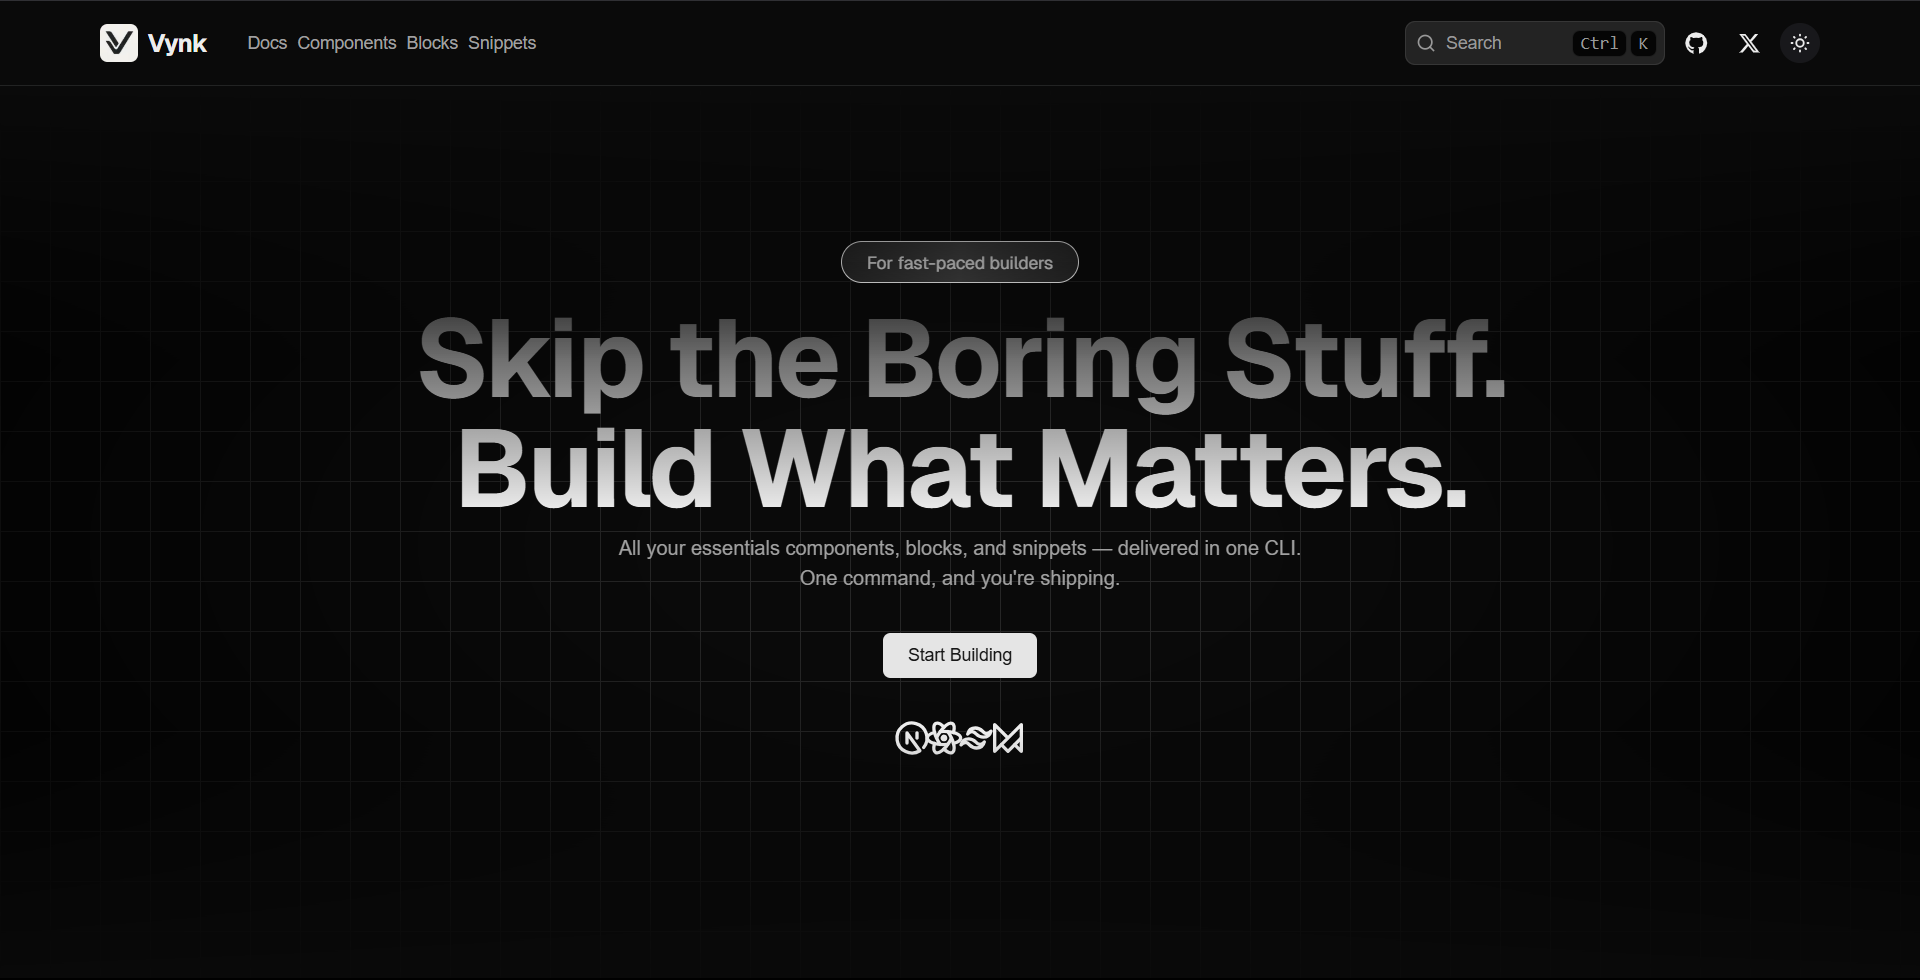 Vynk
Docs Components Blocks Snippets
Search
Ctrl K
For fast-paced builders
Skip the Boring Stuff.
Build What Matters.
All your essentials components, blocks, and snippets — delivered in one CLI.
One command, and you're shipping.
Start Building